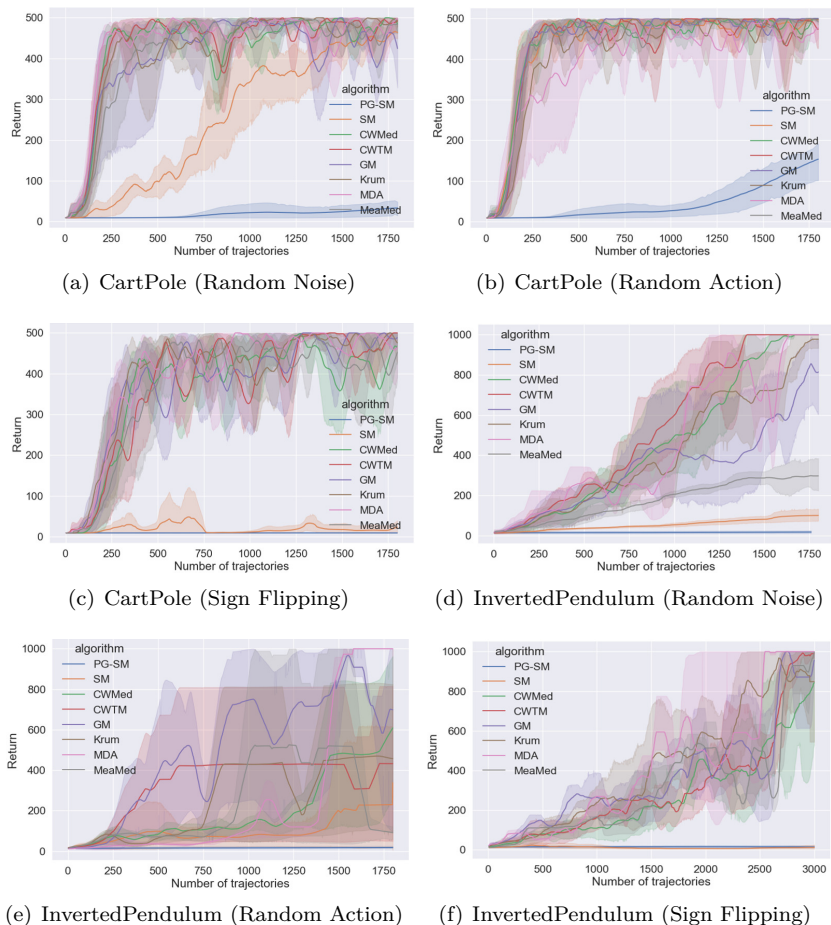 500
400
300
200
100
0
Return
algorithm
PG-SM
SM
CWMed
CWTM
GM
Krum
MDA
MeaMed
0 250 500 750 1000 1250 1500 1750
Number of trajectories
(a) CartPole (Random Noise)
500
400
300
200
100
0
Return
algorithm
PG-SM
SM
CWMed
CWTM
GM
Krum
MDA
MeaMed
0 250 500 750 1000 1250 1500 1750
Number of trajectories
(b) CartPole (Random Action)
500
400
300
200
100
0
Return
algorithm
PG-SM
SM
CWMed
CWTM
GM
Krum
MDA
MeaMed
0 250 500 750 1000 1250 1500 1750
Number of trajectories
(c) CartPole (Sign Flipping)
1000
800
600
400
200
0
Return
algorithm
PG-SM
SM
CWMed
CWTM
GM
Krum
MDA
MeaMed
0 250 500 750 1000 1250 1500 1750
Number of trajectories
(d) InvertedPendulum (Random Noise)
1000
800
600
400
200
0
Return
algorithm
PG-SM
SM
CWMed
CWTM
GM
Krum
MDA
MeaMed
0 250 500 750 1000 1250 1500 1750
Number of trajectories
(e) InvertedPendulum (Random Action)
1000
800
600
400
200
0
Return
algorithm
PG-SM
SM
CWMed
CWTM
GM
Krum
MDA
MeaMed
0 500 1000 1500 2000 2500 3000
Number of trajectories
(f) InvertedPendulum (Sign Flipping)